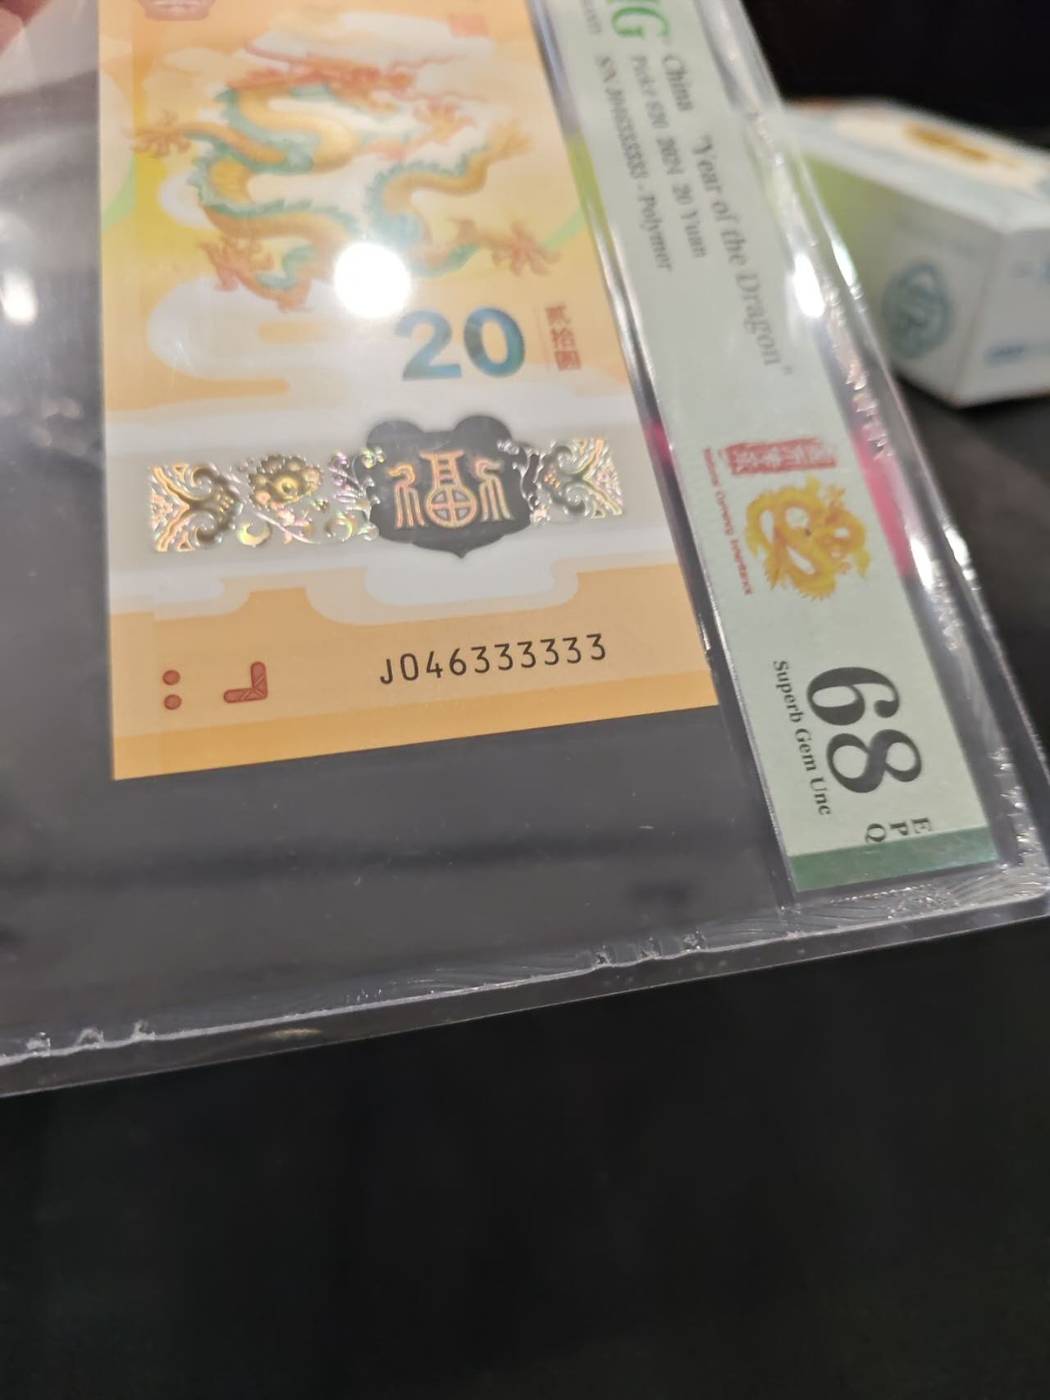 20
贰拾圆
J046333333
G
China "Year of the Dragon"
2024 20 Yuan
S/N J046333333 - Polymer
68
EPQ
Superb Gem Unc